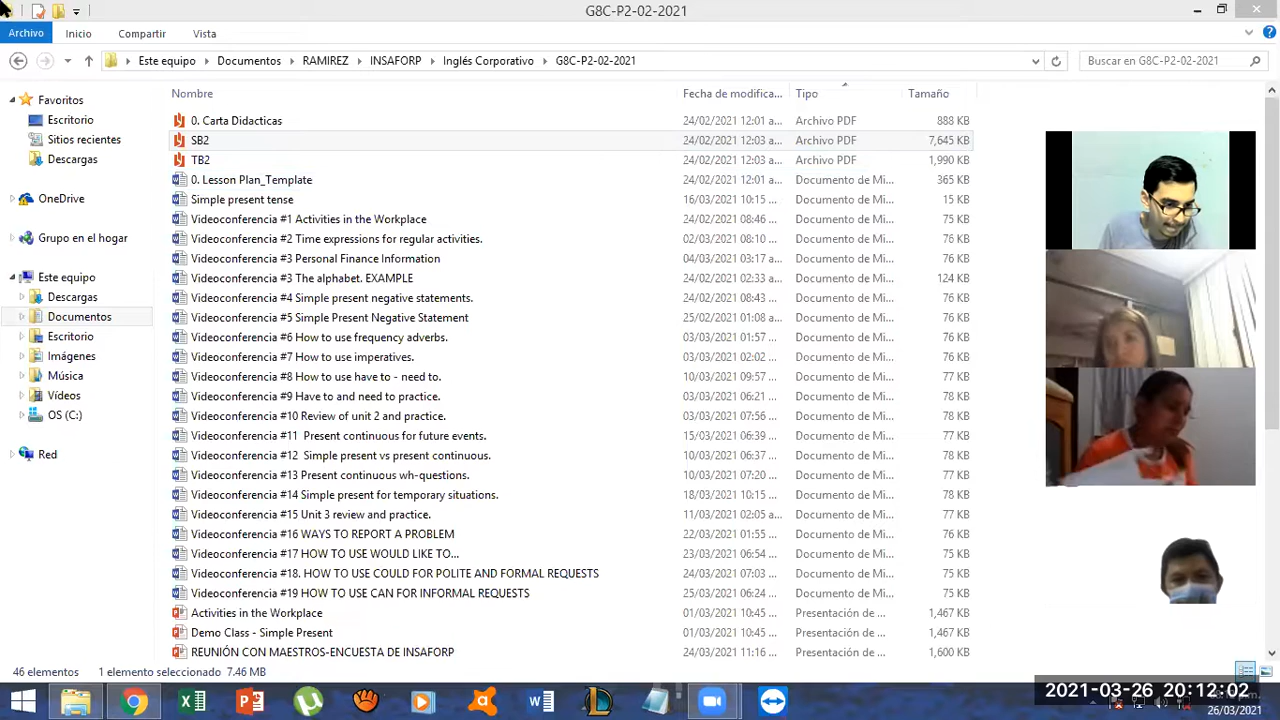 G8C-P2-02-2021
Archivo Inicio Compartir Vista
Este equipo Documentos RAMIREZ INSAFORP Inglés Corporativo G8C-P2-02-2021 Buscar en G8C-P2-02-2021
Nombre Fecha de modifica... Tipo Tamaño
Favoritos
Escritorio
Sitios recientes
Descargas
OneDrive
Grupo en el hogar
Este equipo
Descargas
Documentos
Escritorio
Imágenes
Música
Vídeos
OS (C:)
Red
0. Carta Didacticas 24/02/2021 12:01 a... Archivo PDF 888 KB
SB2 24/02/2021 12:03 a... Archivo PDF 7,645 KB
TB2 24/02/2021 12:03 a... Archivo PDF 1,990 KB
0. Lesson Plan_Template 24/02/2021 12:01 a... Documento de Mi... 365 KB
Simple present tense 16/03/2021 10:15 ... Documento de Mi... 15 KB
Videoconferencia #1 Activities in the Workplace 24/02/2021 08:46 ... Documento de Mi... 75 KB
Videoconferencia #2 Time expressions for regular activities. 02/03/2021 08:10 ... Documento de Mi... 76 KB
Videoconferencia #3 Personal Finance Information 04/03/2021 03:17 ... Documento de Mi... 76 KB
Videoconferencia #3 The alphabet. EXAMPLE 24/02/2021 02:33 ... Documento de Mi... 124 KB
Videoconferencia #4 Simple present negative statements. 24/02/2021 08:43 ... Documento de Mi... 76 KB
Videoconferencia #5 Simple Present Negative Statement 25/02/2021 01:08 ... Documento de Mi... 76 KB
Videoconferencia #6 How to use frequency adverbs. 03/03/2021 01:57 ... Documento de Mi... 76 KB
Videoconferencia #7 How to use imperatives. 03/03/2021 02:02 ... Documento de Mi... 76 KB
Videoconferencia #8 How to use have to - need to. 10/03/2021 09:57 ... Documento de Mi... 76 KB
Videoconferencia #9 Have to and need to practice. 03/03/2021 06:21 ... Documento de Mi... 78 KB
Videoconferencia #10 Review of unit 2 and practice. 03/03/2021 07:56 ... Documento de Mi... 78 KB
Videoconferencia #11 Present continuous for future events. 15/03/2021 06:39 ... Documento de Mi... 77 KB
Videoconferencia #12 Simple present vs present continuous. 10/03/2021 06:37 ... Documento de Mi... 78 KB
Videoconferencia #13 Present continuous wh-questions. 10/03/2021 07:20 ... Documento de Mi... 77 KB
Videoconferencia #14 Simple present for temporary situations. 18/03/2021 10:15 ... Documento de Mi... 78 KB
Videoconferencia #15 Unit 3 review and practice. 11/03/2021 02:05 a... Documento de Mi... 77 KB
Videoconferencia #16 WAYS TO REPORT A PROBLEM 22/03/2021 01:55 ... Documento de Mi... 76 KB
Videoconferencia #17 HOW TO USE WOULD LIKE TO... 23/03/2021 06:54 ... Documento de Mi... 75 KB
Videoconferencia #18. HOW TO USE COULD FOR POLITE AND FORMAL REQUESTS 24/03/2021 07:03 ... Documento de Mi... 75 KB
Videoconferencia #19 HOW TO USE CAN FOR INFORMAL REQUESTS 25/03/2021 06:24 ... Documento de Mi... 75 KB
Activities in the Workplace 01/03/2021 10:45 ... Presentación de ... 1,467 KB
Demo Class - Simple Present 01/03/2021 10:45 ... Presentación de ... 1,467 KB
REUNIÓN CON MAESTROS-ENCUESTA DE INSAFORP 24/03/2021 11:16 ... Presentación de ... 1,600 KB
46 elementos 1 elemento seleccionado 7.46 MB
2021-03-26 20:12:02
26/03/2021